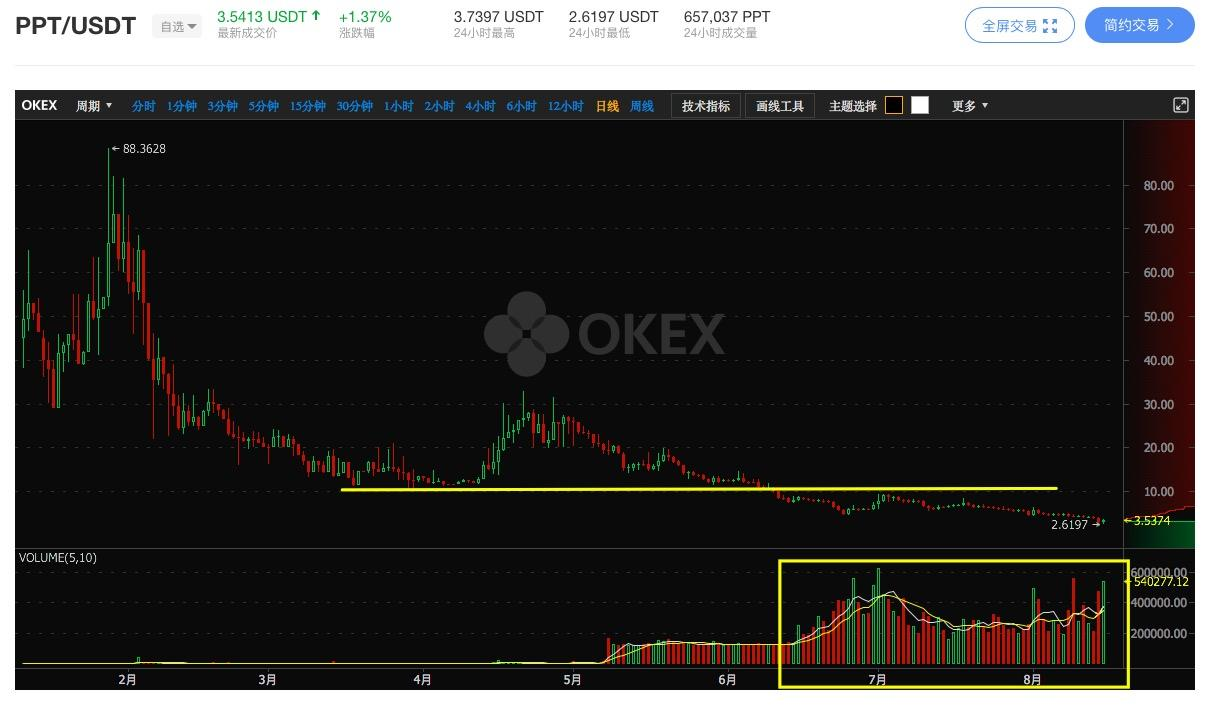 PPT/USDT 自选 3.5413 USDT +1.37% 3.7397 USDT 2.6197 USDT 657,037 PPT 全屏交易 简约交易
最新成交价 涨跌幅 24小时最高 24小时最低 24小时成交量
OKEX 周期 分时 1分钟 3分钟 5分钟 15分钟 30分钟 1小时 2小时 4小时 6小时 12小时 日线 周线 技术指标 画线工具 主题选择 更多
88.3628
80.00
70.00
60.00
50.00
OKEX
40.00
30.00
20.00
10.00
2.6197
3.5374
VOLUME(5,10)
600000.00
540277.12
400000.00
200000.00
2月 3月 4月 5月 6月 7月 8月